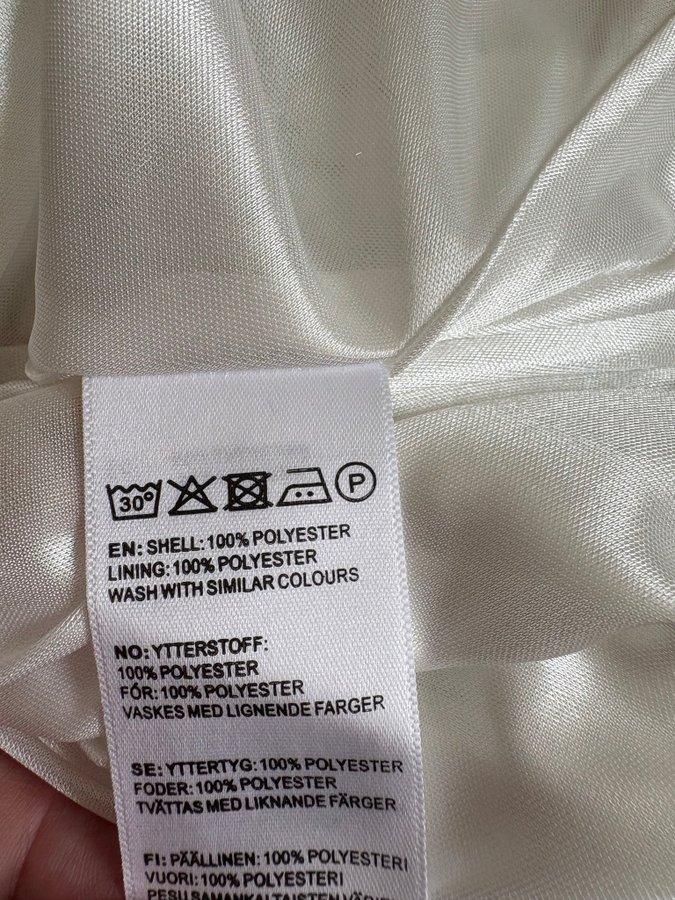 30°
P
EN: SHELL: 100% POLYESTER
LINING: 100% POLYESTER
WASH WITH SIMILAR COLOURS
NO: YTTERSTOFF:
100% POLYESTER
FÓR: 100% POLYESTER
VASKES MED LIGNENDE FARGER
SE: YTTERTYG: 100% POLYESTER
FODER: 100% POLYESTER
TVÄTTAS MED LIKNANDE FÄRGER
FI: PÄÄLLINEN: 100% POLYESTERI
VUORI: 100% POLYESTERI
PESU SAMANKALTAISTEN